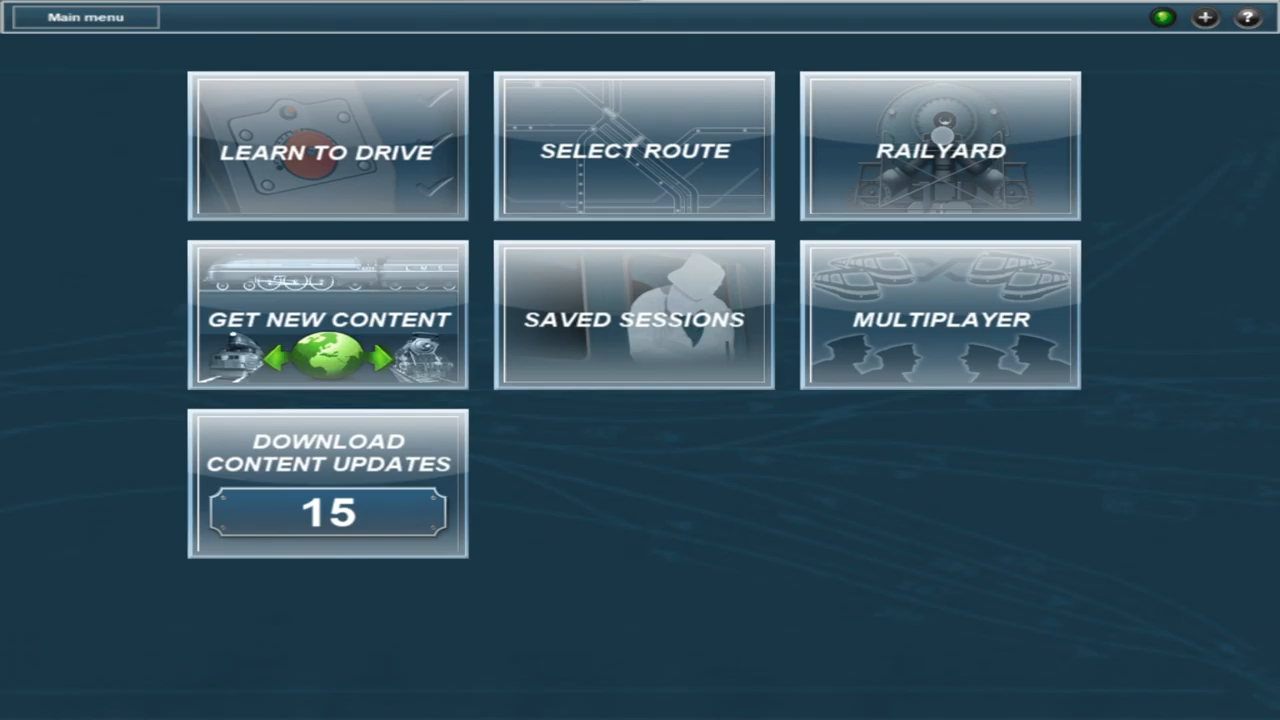 Main menu
?
LEARN TO DRIVE
SELECT ROUTE
RAILYARD
GET NEW CONTENT
SAVED SESSIONS
MULTIPLAYER
DOWNLOAD
CONTENT UPDATES
15